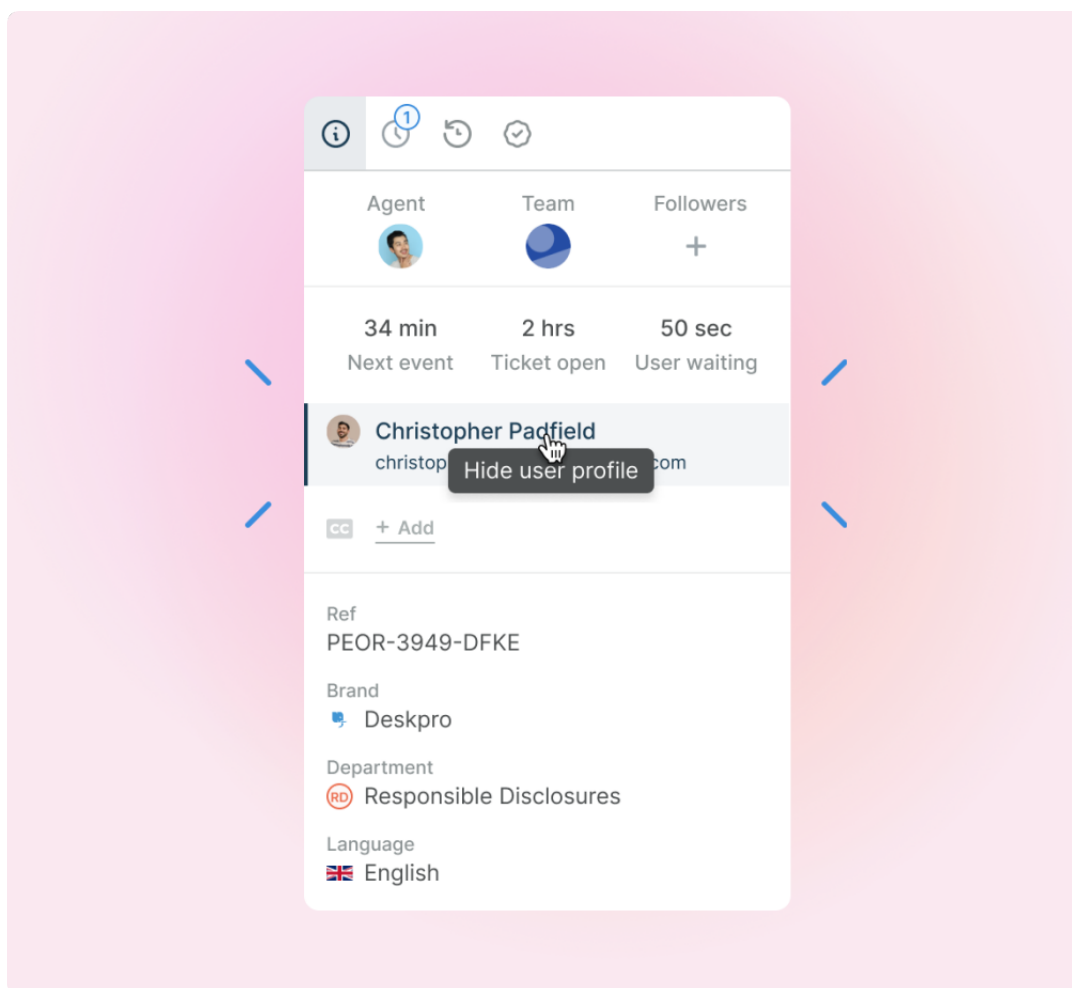 1
Agent Team Followers
34 min 2 hrs 50 sec
Next event Ticket open User waiting
Christopher Padfield
christop com
Hide user profile
CC + Add
Ref
PEOR-3949-DFKE
Brand
Deskpro
Department
RD Responsible Disclosures
Language
English